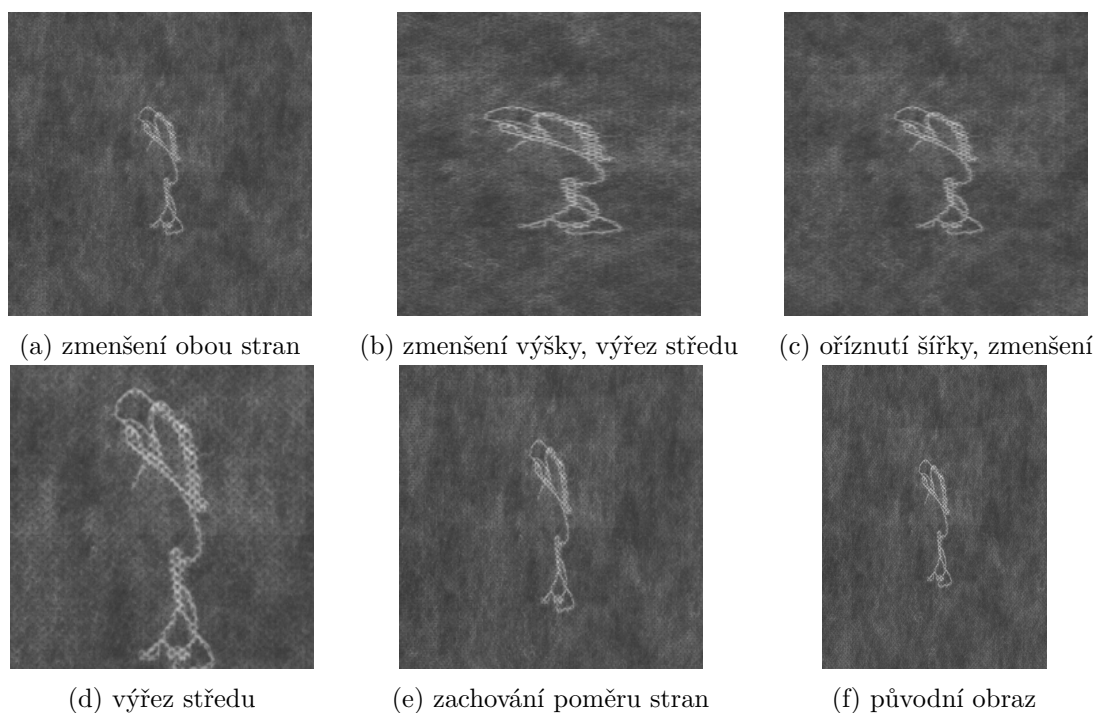 (a) zmenšení obou stran
(b) zmenšení výšky, výřez středu
(c) oříznutí šířky, zmenšení
(d) výřez středu
(e) zachování poměru stran
(f) původní obraz